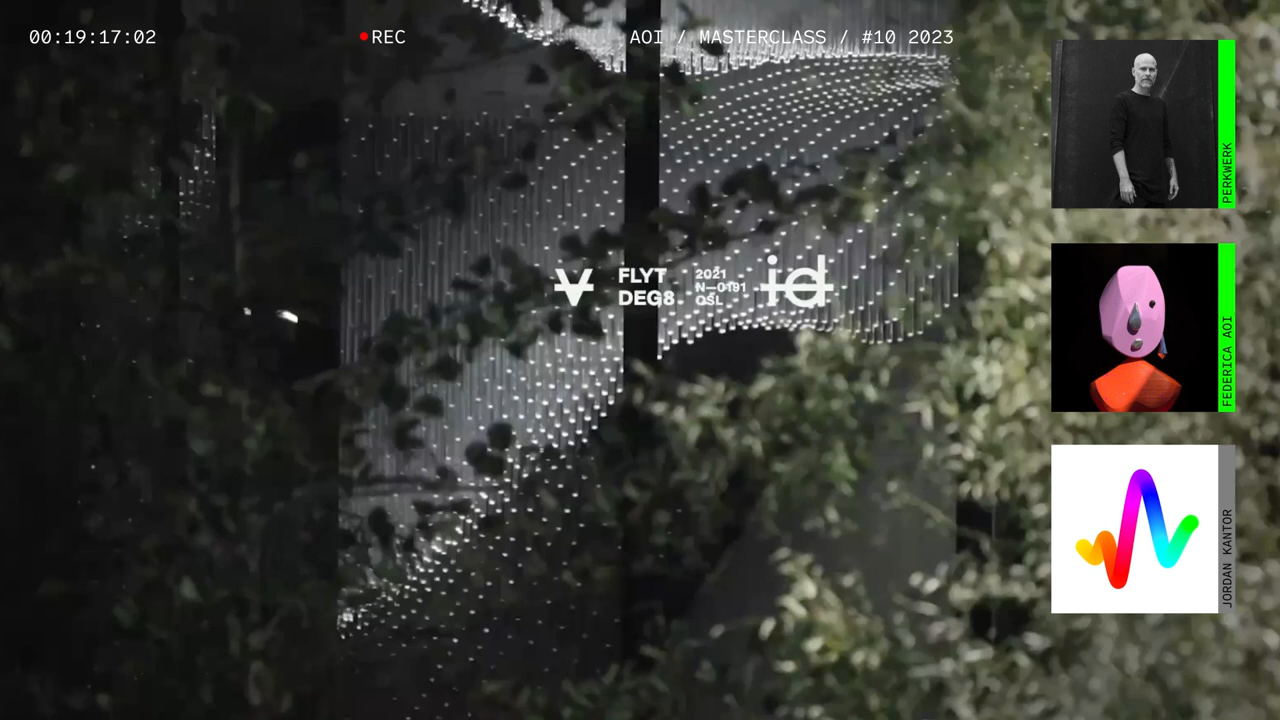 00:19:17:02
REC
AOI / MASTERCLASS / #10 2023
PERKWERK
FLYT
DEG8
2021
N—0191
OSL
id
FEDERICA AOI
JORDAN KANTOR